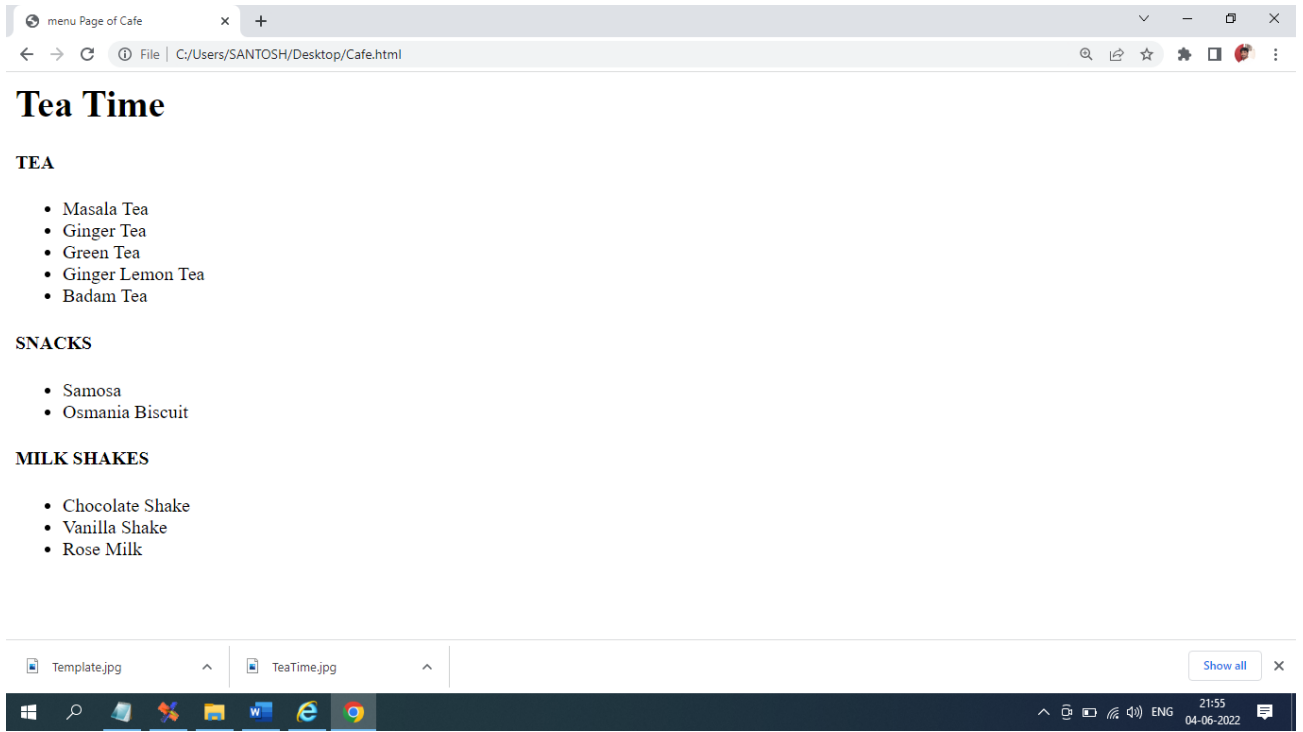 menu Page of Cafe
File | C:/Users/SANTOSH/Desktop/Cafe.html
Tea Time
TEA
• Masala Tea
• Ginger Tea
• Green Tea
• Ginger Lemon Tea
• Badam Tea
SNACKS
• Samosa
• Osmania Biscuit
MILK SHAKES
• Chocolate Shake
• Vanilla Shake
• Rose Milk
Template.jpg TeaTime.jpg Show all
ENG 21:55
04-06-2022